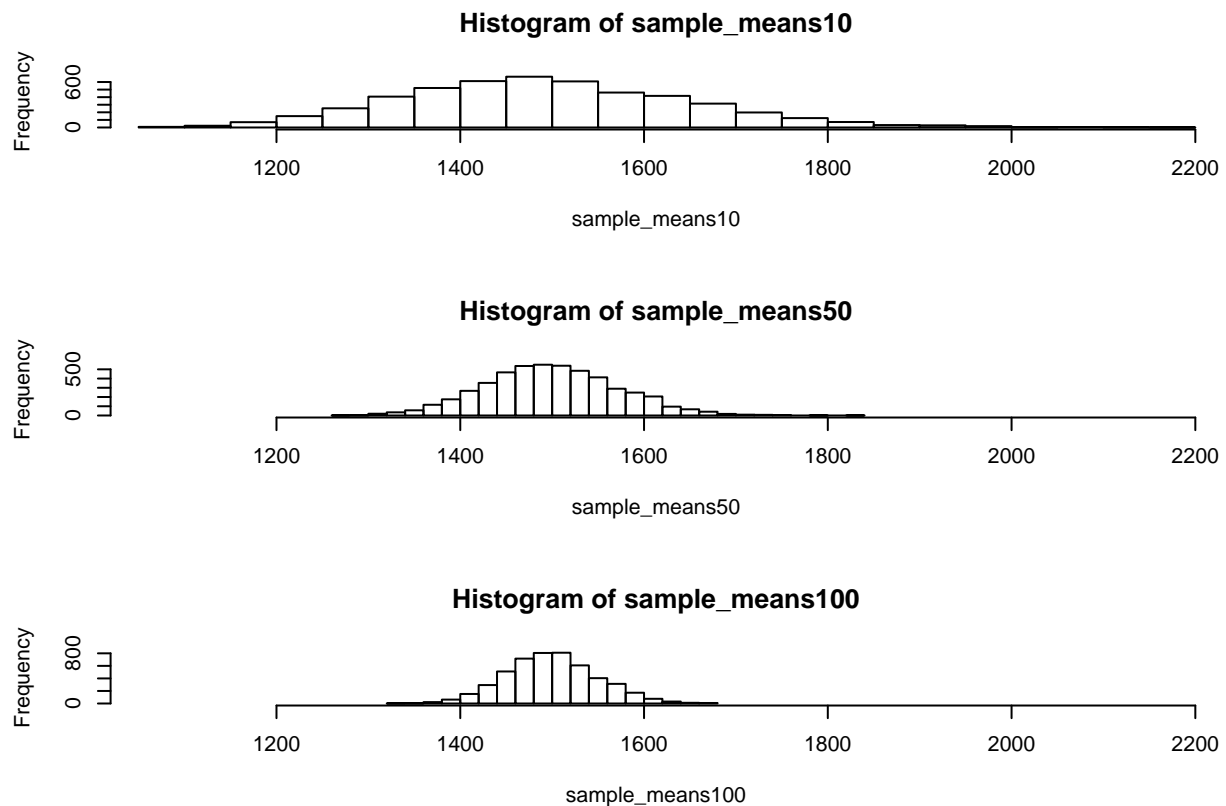 Histogram of sample_means10
Frequency
0 600
1200 1400 1600 1800 2000 2200
sample_means10
Histogram of sample_means50
Frequency
0 500
1200 1400 1600 1800 2000 2200
sample_means50
Histogram of sample_means100
Frequency
0 800
1200 1400 1600 1800 2000 2200
sample_means100